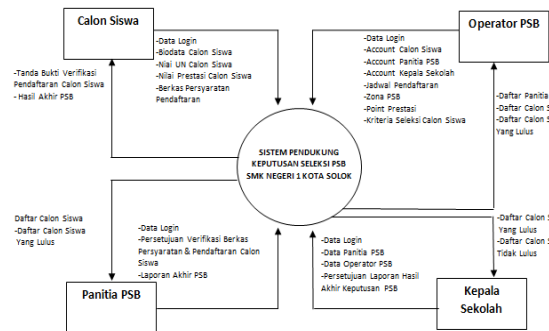 Calon Siswa
-Data Login
-Biodata Calon Siswa
-Niai UN Calon Siswa
-Nilai Prestasi Calon Siswa
-Berkas Persyaratan
Pendaftaran
-Tanda Bukti Verifikasi
Pendaftaran Calon Siswa
- Hasil Akhir PSB
Operator PSB
-Data Login
-Account Calon Siswa
-Account Panitia PSB
-Account Kepala Sekolah
-Jadwal Pendaftaran
-Zona PSB
-Point Prestasi
-Kriteria Seleksi Calon Siswa
-Daftar Panitia
-Daftar Calon S
-Daftar Calon S
Yang Lulus
SISTEM PENDUKUNG
KEPUTUSAN SELEKSI PSB
SMK NEGERI 1 KOTA SOLOK
Daftar Calon Siswa
-Daftar Calon Siswa
Yang Lulus
-Data Login
-Persetujuan Verifikasi Berkas
Persyaratan & Pendaftaran Calon
Siswa
-Laporan Akhir PSB
Panitia PSB
-Data Login
-Data Panitia PSB
-Data Operator PSB
-Persetujuan Laporan Hasil
Akhir Keputusan PSB
-Daftar Calon S
Yang Lulus
-Daftar Calon S
Tidak Lulus
Kepala
Sekolah